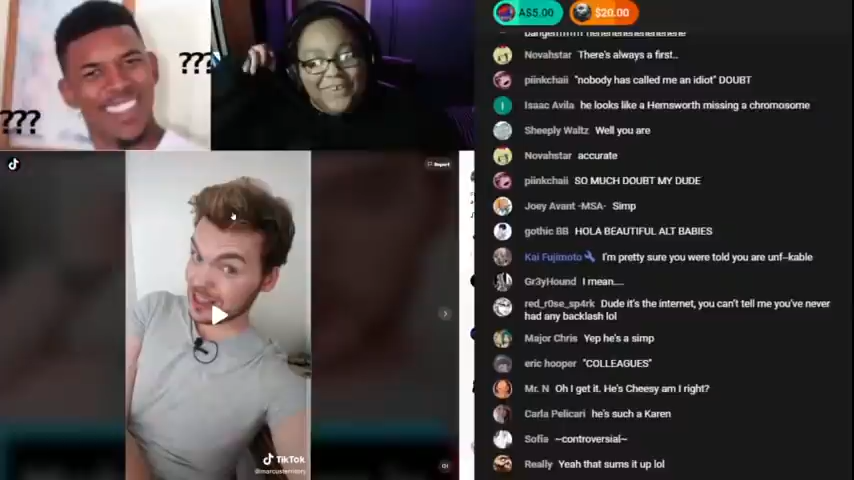 ???
???
Report
TikTok
A$5.00
$20.00
Novahstar There's always a first..
piinkchaii "nobody has called me an idiot" DOUBT
Isaac Avila he looks like a Hemsworth missing a chromosome
Sheeply Waltz Well you are
Novahstar accurate
piinkchaii SO MUCH DOUBT MY DUDE
Joey Avant -MSA- Simp
gothic BB HOLA BEAUTIFUL ALT BABIES
Kai Fujimoto I'm pretty sure you were told you are unf--kable
Gr3yHound I mean....
red_r0se_sp4rk Dude it's the internet, you can't tell me you've never
had any backlash lol
Major Chris Yep he's a simp
eric hooper "COLLEAGUES"
Mr. N Oh I get it. He's Cheesy am I right?
Carla Pelicari he's such a Karen
Sofia ~controversial~
Really Yeah that sums it up lol